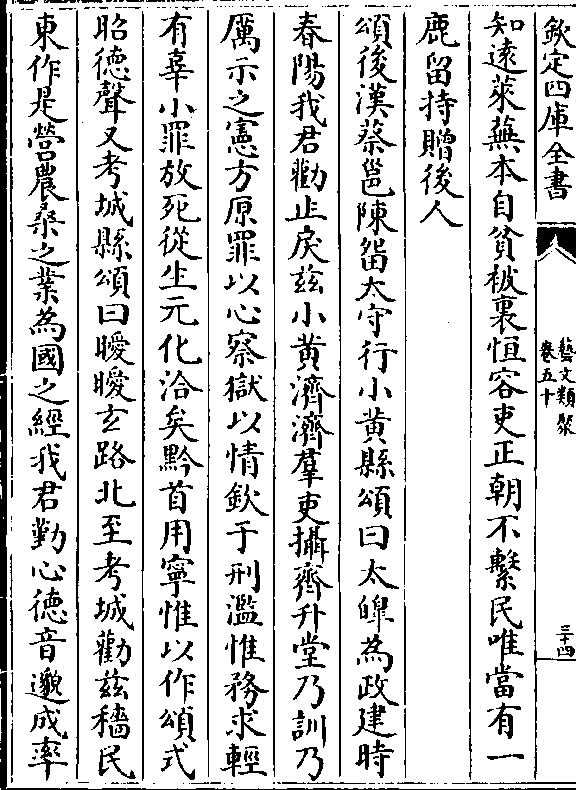 欽定四庫全書
藝文類聚
卷五十
三十四
知遠萊蕪本自貧被裏恒容吏正朝不繫民唯當有一
鹿留持贈後人
頌後漢蔡邕陳留太守行小黄縣頌曰太皥為政建時
春陽我君勸止戾兹小黄濟濟羣吏攝齊升堂乃訓乃
厲示之憲方原罪以心察獄以情欽于刑濫惟務求輕
有辜小罪放死從生元化洽矣黔首用寧惟以作頌式
昭德聲又考城縣頌曰曖曖玄路北至考城勸兹穡民
東作是營農桑之業為國之經我君勤心德音邈成率